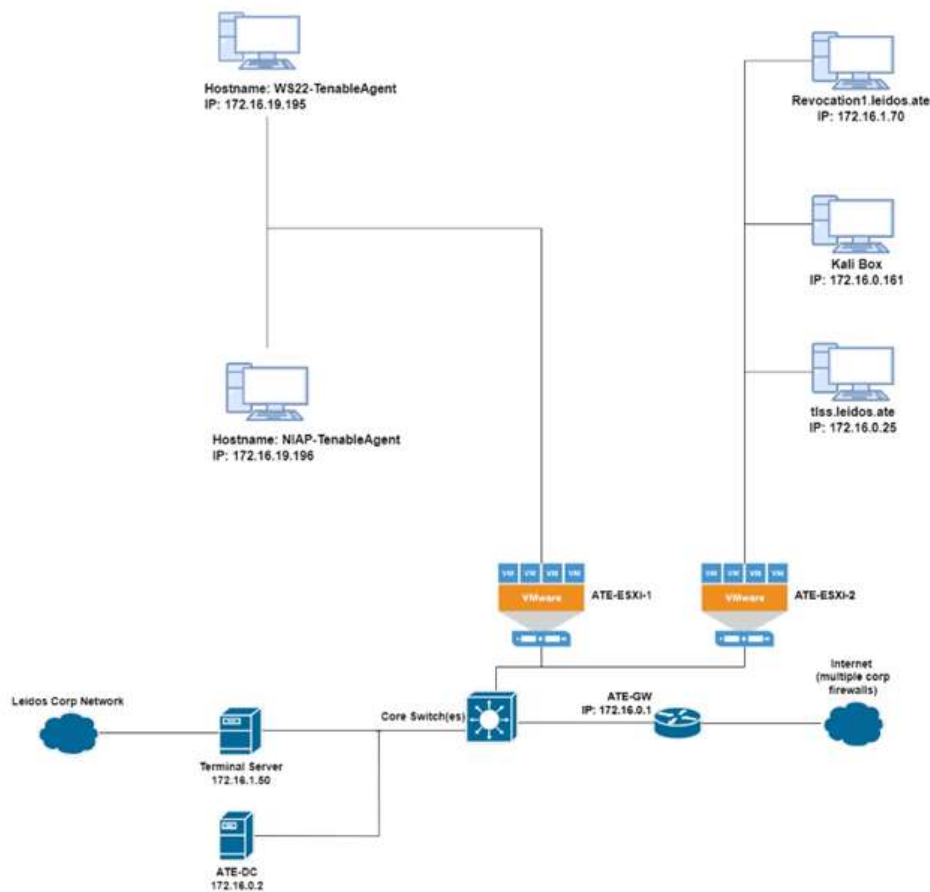 Hostname: WS22-TenableAgent
IP: 172.16.19.195
Revocation1.leidos.ate
IP: 172.16.1.70
Kali Box
IP: 172.16.0.161
Hostname: NIAP-TenableAgent
IP: 172.16.19.196
tlss.leidos.ate
IP: 172.16.0.25
VM VM VM VM
VMware
ATE-ESXi-1
VM VM VM VM
VMware
ATE-ESXi-2
Leidos Corp Network
Core Switch(es)
ATE-GW
IP: 172.16.0.1
Internet
(multiple corp
firewalls)
Terminal Server
172.16.1.50
ATE-DC
172.16.0.2